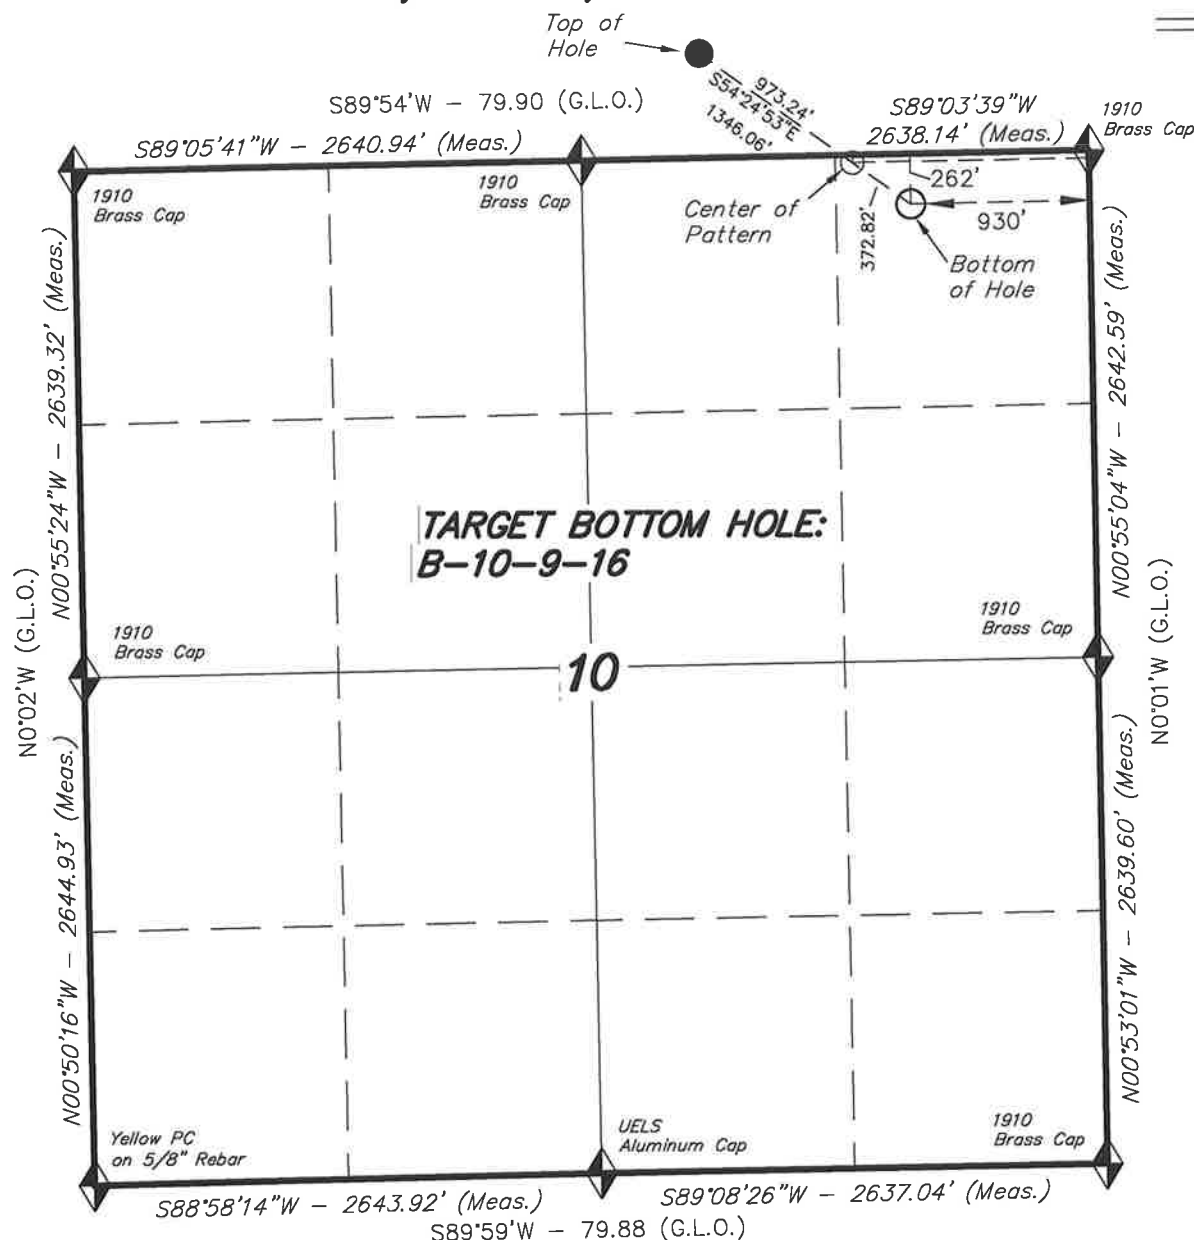 Top of
Hole
S89°54'W – 79.90 (G.L.O.)
973.24'
S54°24'53"E
1346.06'
S89°03'39"W
2638.14' (Meas.)
1910
Brass Cap
S89°05'41"W – 2640.94' (Meas.)
1910
Brass Cap
1910
Brass Cap
Center of
Pattern
372.82'
262'
930'
Bottom
of Hole
N00°55'24"W – 2639.32' (Meas.)
N00°55'04"W – 2642.59' (Meas.)
TARGET BOTTOM HOLE:
B–10–9–16
N0°02'W (G.L.O.)
1910
Brass Cap
10
1910
Brass Cap
N0°01'W (G.L.O.)
N00°50'16"W – 2644.93' (Meas.)
N00°53'01"W – 2639.60' (Meas.)
Yellow PC
on 5/8" Rebar
UELS
Aluminum Cap
1910
Brass Cap
S88°58'14"W – 2643.92' (Meas.)
S89°08'26"W – 2637.04' (Meas.)
S89°59'W – 79.88 (G.L.O.)